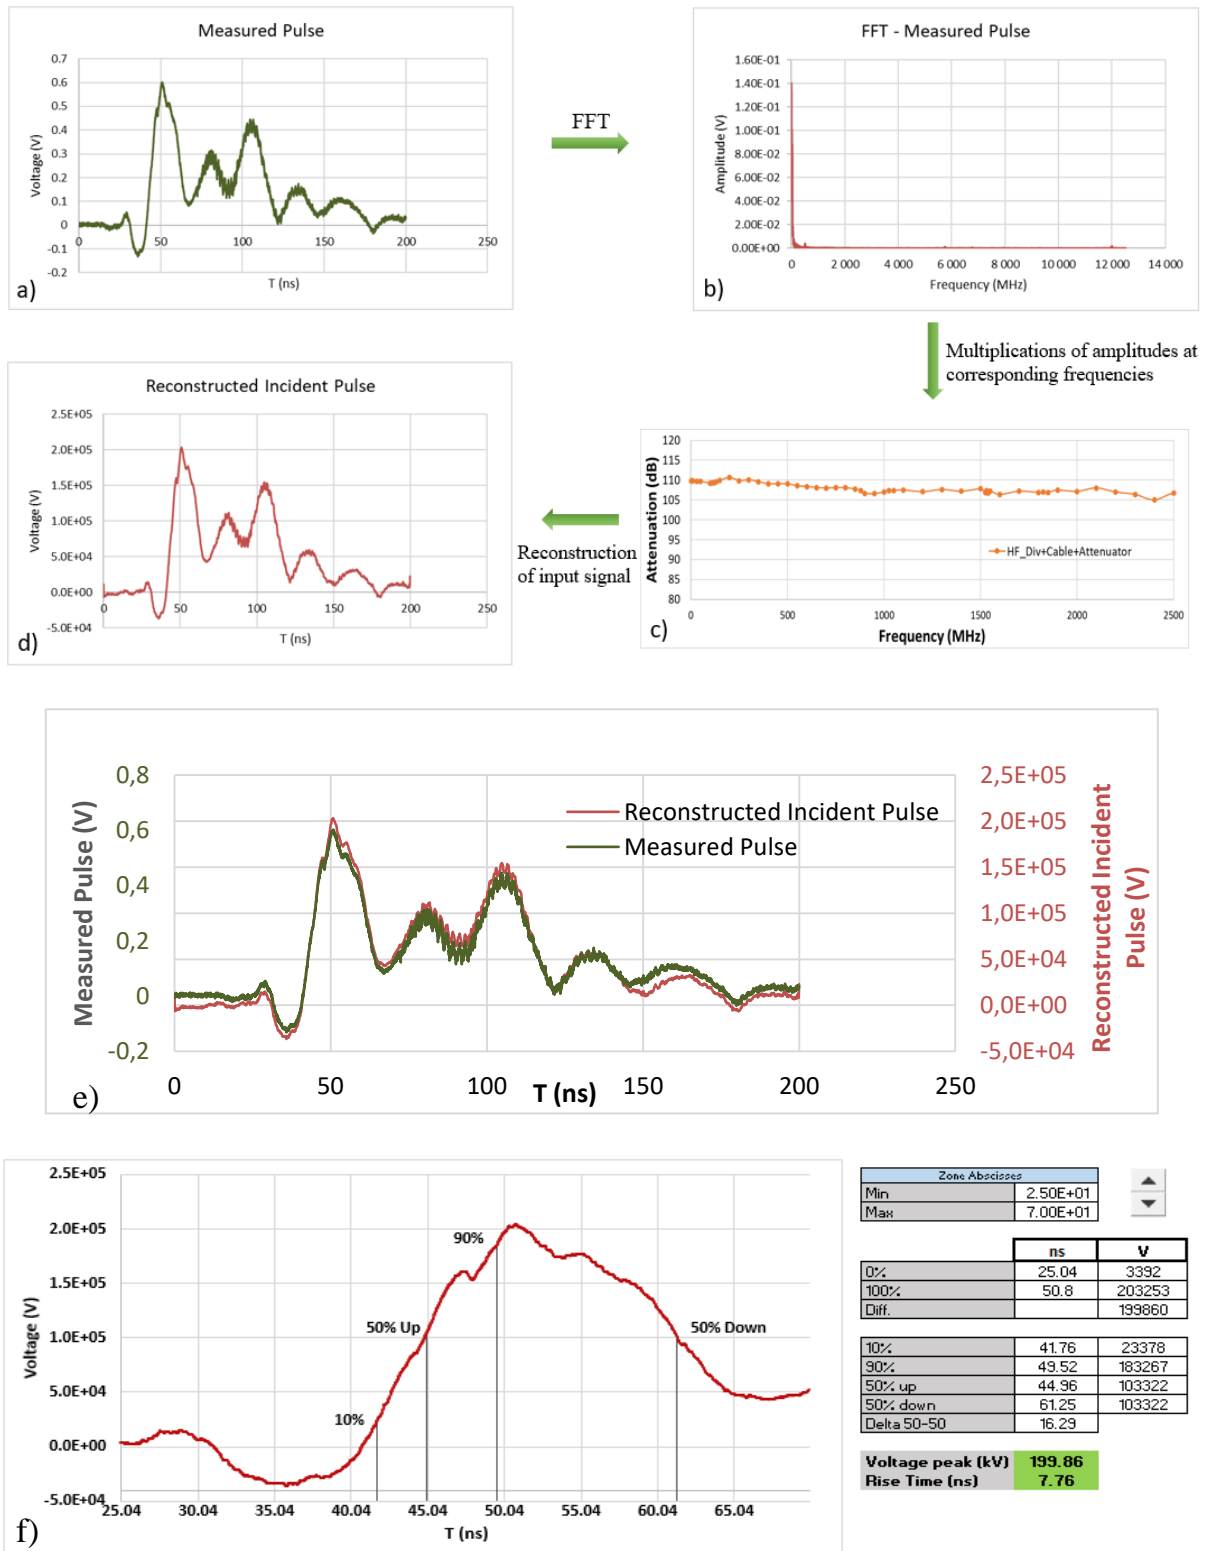 Measured Pulse
0.7
0.6
0.5
0.4
0.3
0.2
0.1
0
-0.1
-0.2
Voltage (V)
0 50 100 150 200 250
T (ns)
a)
FFT
FFT - Measured Pulse
1.60E-01
1.40E-01
1.20E-01
1.00E-01
8.00E-02
6.00E-02
4.00E-02
2.00E-02
0.00E+00
Amplitude (V)
0 2 000 4 000 6 000 8 000 10 000 12 000 14 000
Frequency (MHz)
b)
Multiplications of amplitudes at
corresponding frequencies
120
115
110
105
100
95
90
85
80
Attenuation (dB)
HF_Div+Cable+Attenuator
0 500 1000 1500 2000 2500
Frequency (MHz)
c)
Reconstruction
of input signal
Reconstructed Incident Pulse
2.5E+05
2.0E+05
1.5E+05
1.0E+05
5.0E+04
0.0E+00
-5.0E+04
Voltage (V)
0 50 100 150 200 250
T (ns)
d)
0,8
0,6
0,4
0,2
0
-0,2
Measured Pulse (V)
Reconstructed Incident Pulse
Measured Pulse
2,5E+05
2,0E+05
1,5E+05
1,0E+05
5,0E+04
0,0E+00
-5,0E+04
Reconstructed Incident
Pulse (V)
0 50 100 150 200 250
T (ns)
e)
2.5E+05
2.0E+05
1.5E+05
1.0E+05
5.0E+04
0.0E+00
-5.0E+04
Voltage (V)
90%
50% Up
50% Down
10%
25.04 30.04 40.04 45.04 50.04 55.04 60.04 65.04
T (ns)
f)
Zone Abscisses
Min 2.50E+01
Max 7.00E+01
ns V
0% 25.04 3392
100% 50.8 203253
Diff. 199860
10% 41.76 23378
90% 49.52 183267
50% up 44.96 103322
50% down 61.25 103322
Delta 50-50 16.29
Voltage peak (kV) 199.86
Rise Time (ns) 7.76